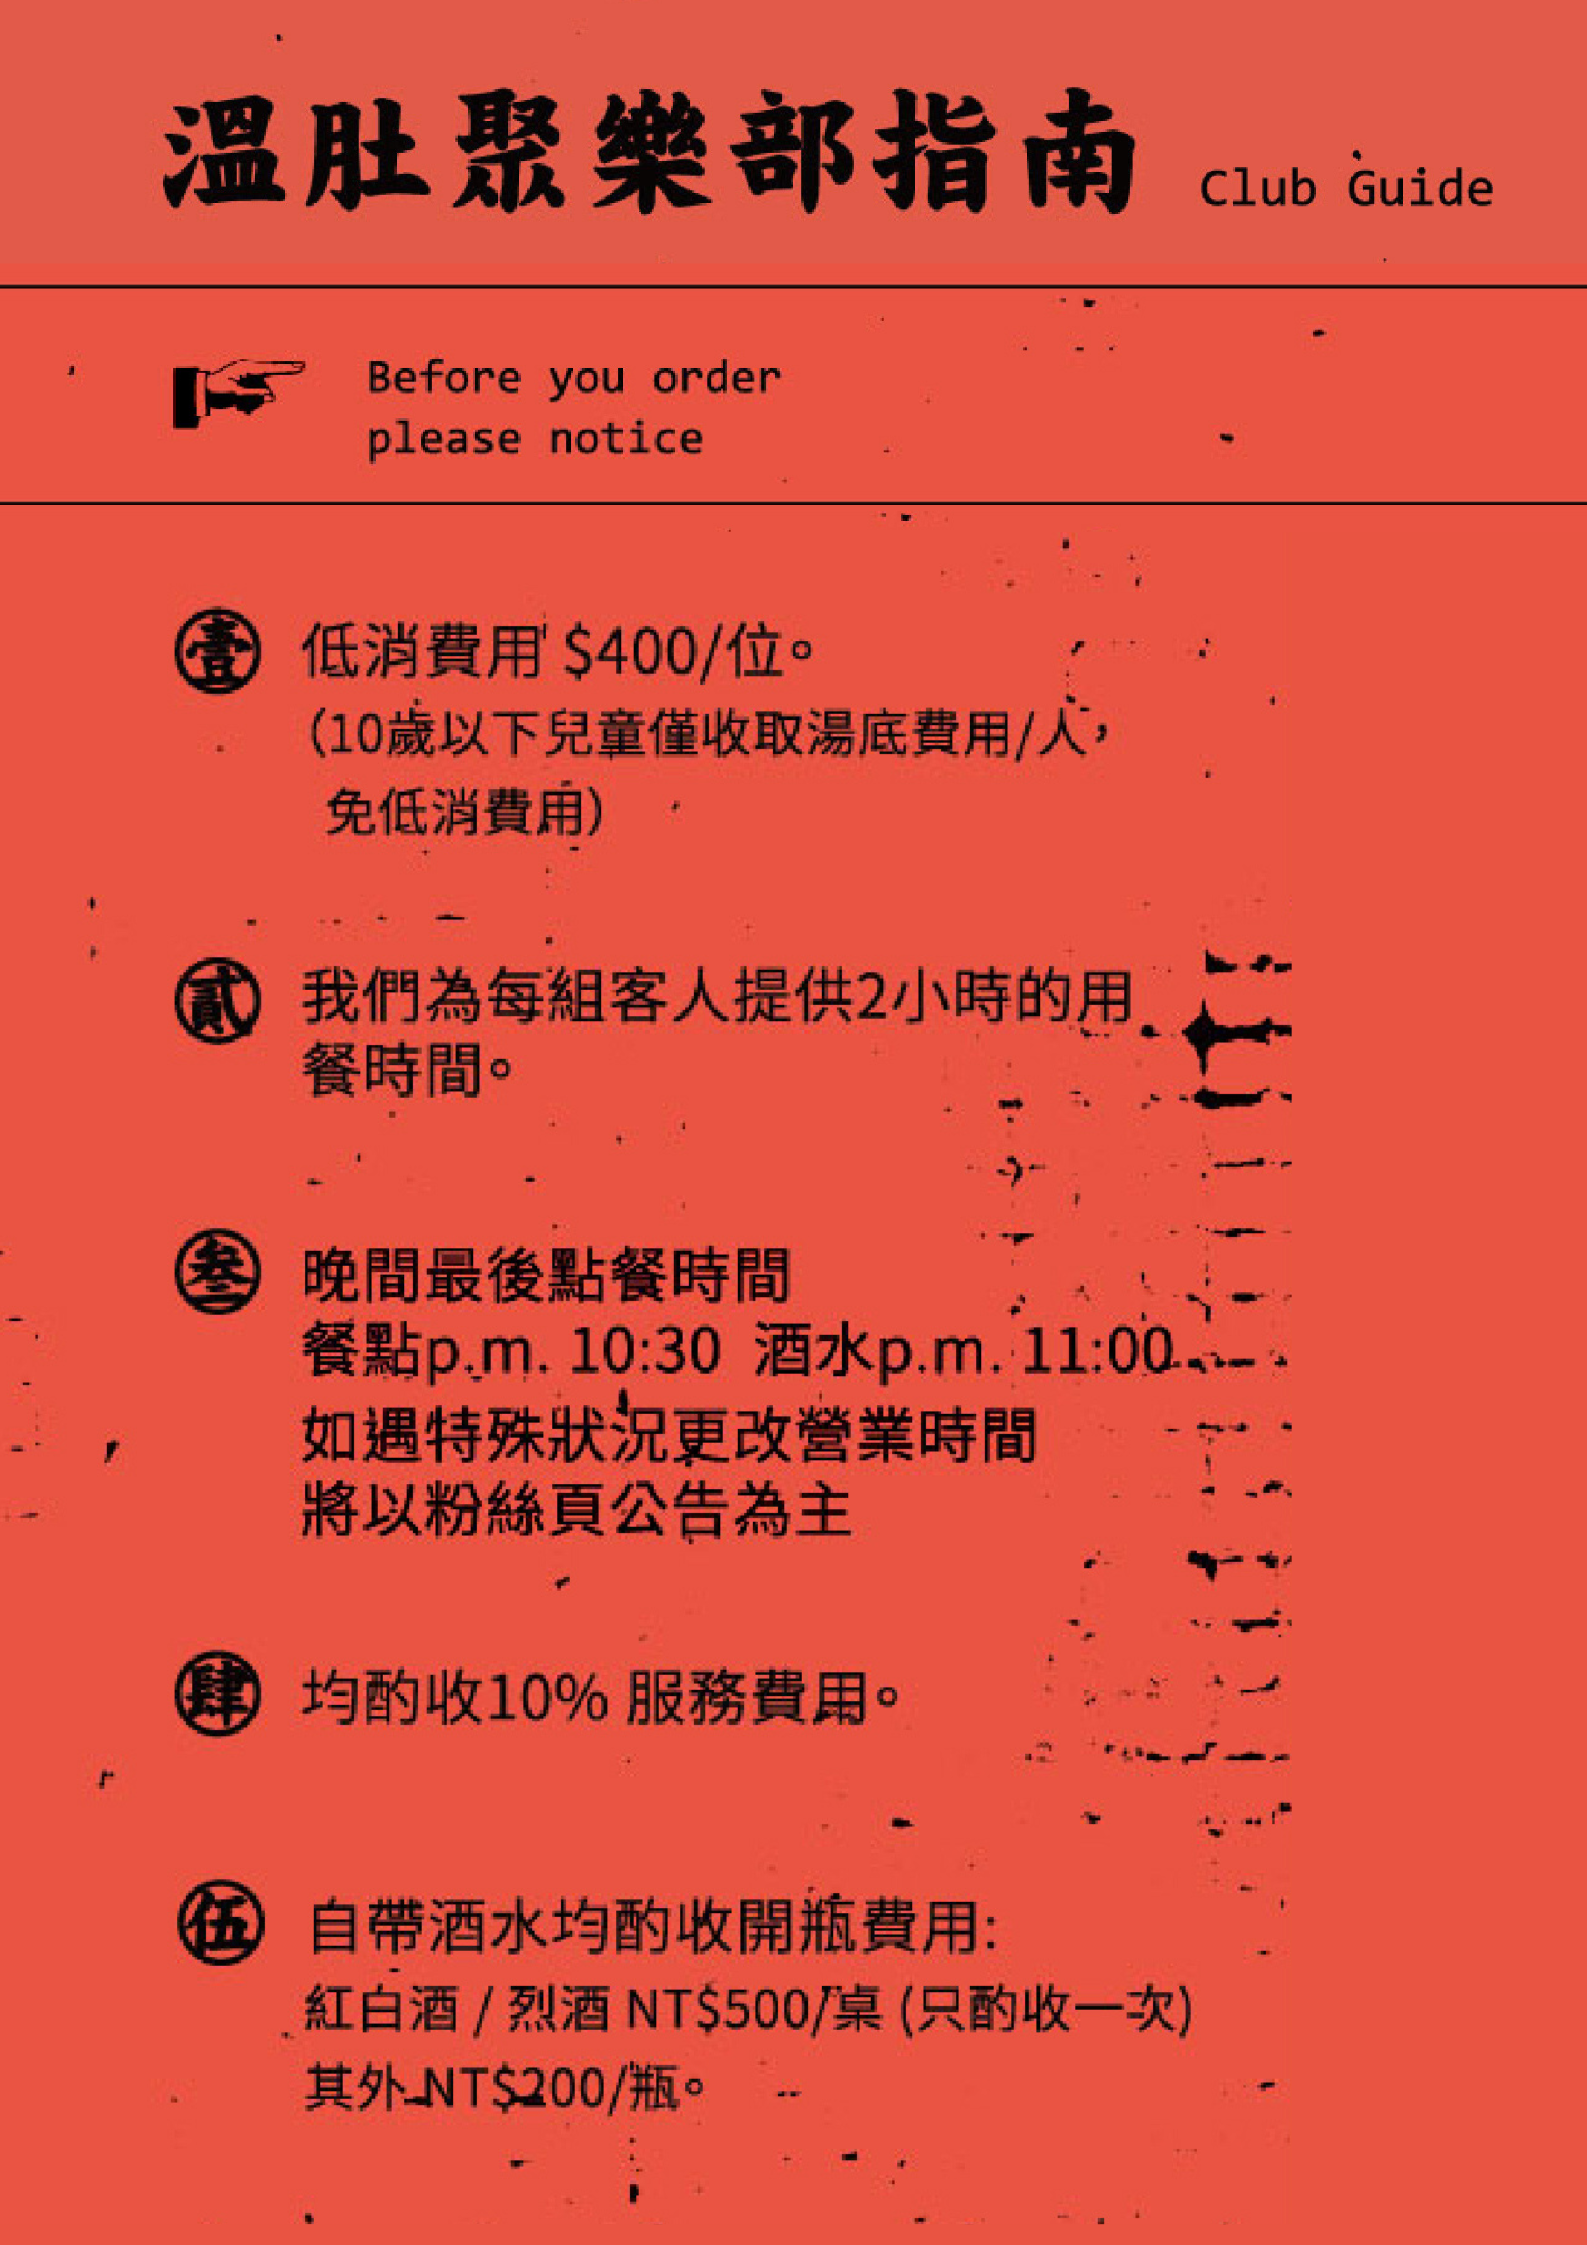 溫肚聚樂部指南 Club Guide
Before you order
please notice
壹 低消費用 $400/位。
(10歲以下兒童僅收取湯底費用/人，
免低消費用)
貳 我們為每組客人提供2小時的用
餐時間。
叁 晚間最後點餐時間
餐點p.m. 10:30 酒水p.m. 11:00
如遇特殊狀況更改營業時間
將以粉絲頁公告為主
肆 均酌收10% 服務費用。
伍 自帶酒水均酌收開瓶費用:
紅白酒 / 烈酒 NT$500/桌 (只酌收一次)
其外 NT$200/瓶。